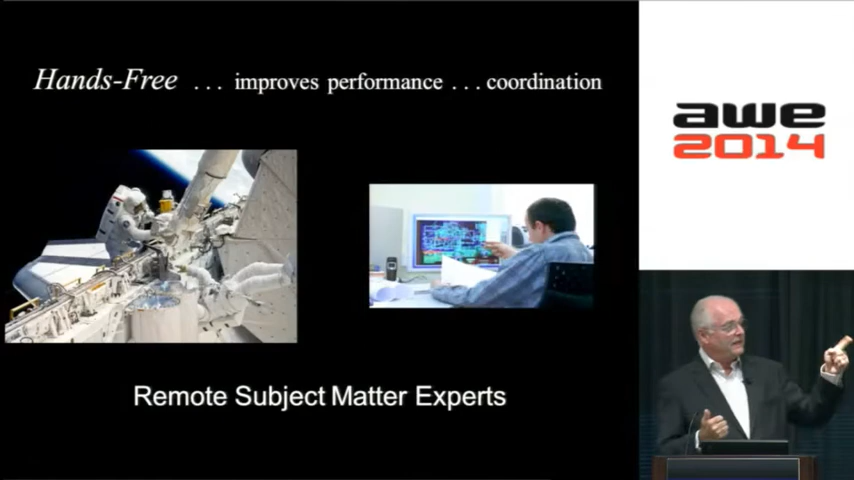 Hands-Free ... improves performance ... coordination
awe
2014
Remote Subject Matter Experts